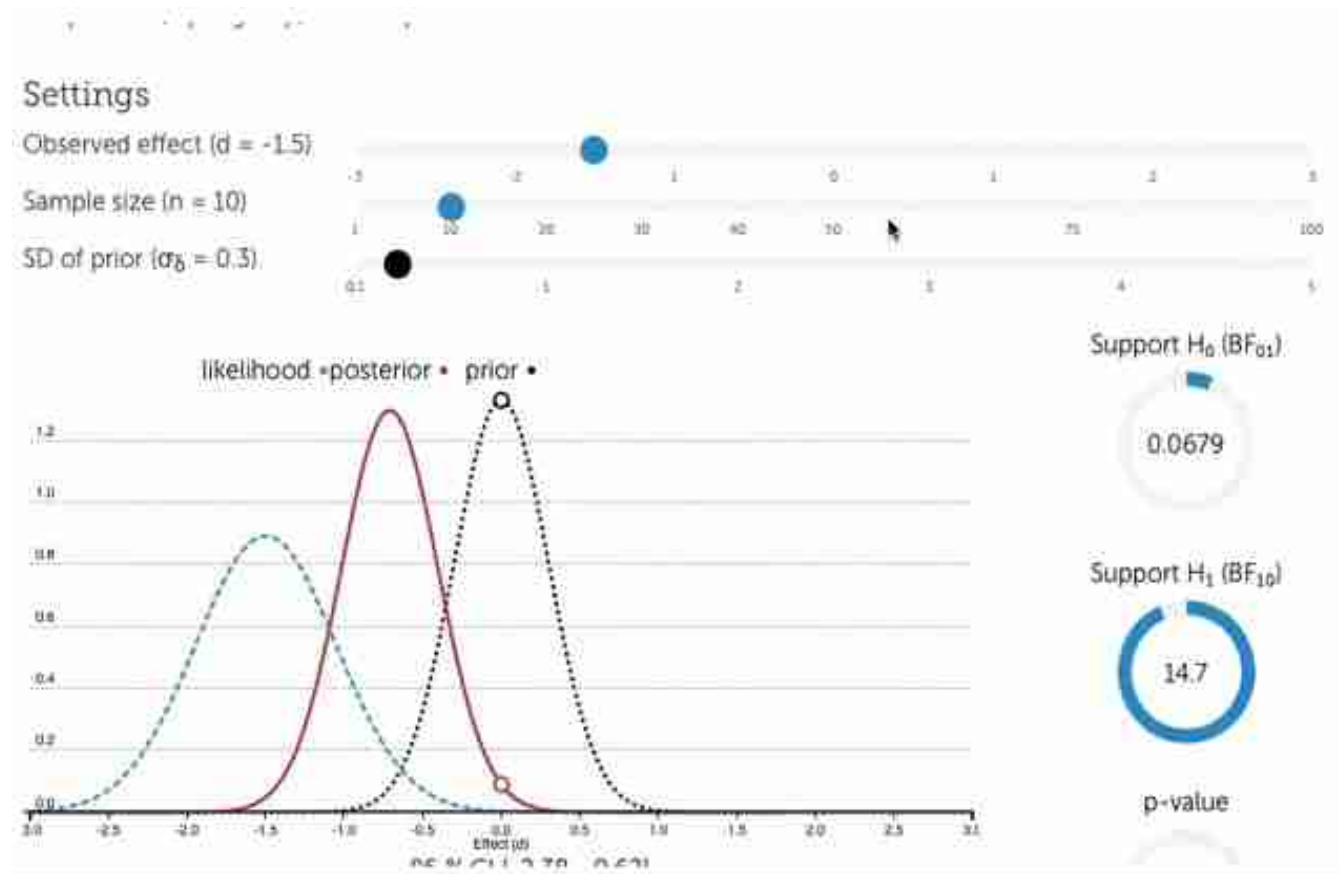 Settings
Observed effect (d = -1.5)
-3 -2 1 0 1 2 3
Sample size (n = 10)
1 10 20 30 40 50 75 100
SD of prior (σδ = 0.3)
0.1 1 2 3 4 5
Support H₀ (BF₀₁)
likelihood posterior prior
0.0679
1.2
1.0
0.8
0.6
0.4
0.2
0.0
Support H₁ (BF₁₀)
14.7
p-value
-2.5 -2.0 -1.5 -1.0 -0.5 0.0 0.5 1.0 1.5 2.0 2.5
Effect (d)